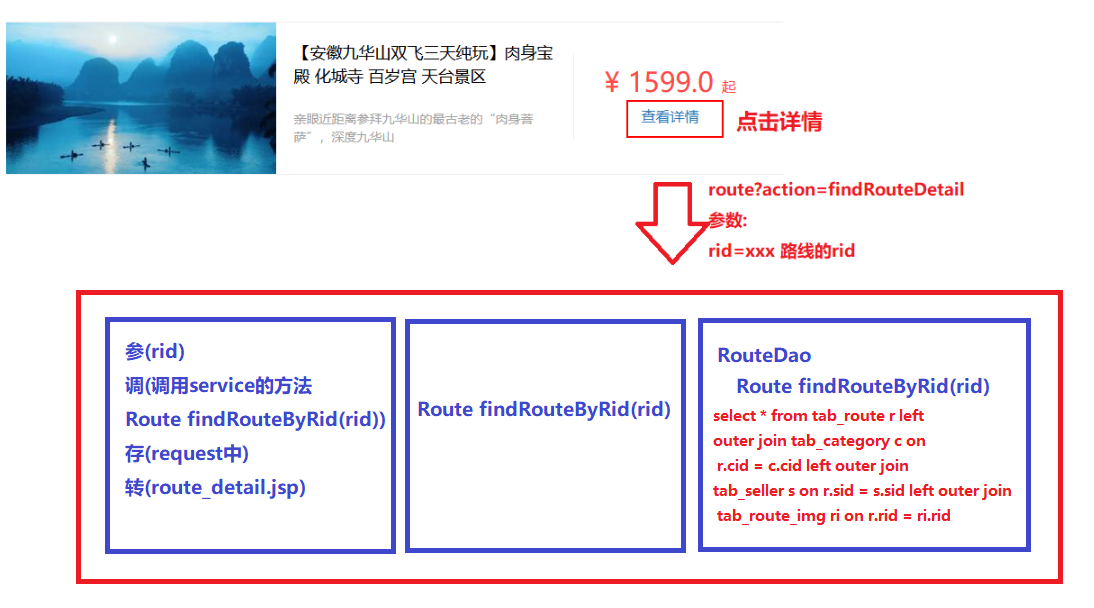 【安徽九华山双飞三天纯玩】肉身宝
殿 化城寺 百岁宫 天台景区
亲眼近距离参拜九华山的最古老的“肉身菩
萨”，深度九华山
¥ 1599.0 起
查看详情
点击详情
route?action=findRouteDetail
参数:
rid=xxx 路线的rid
参(rid)
调(调用service的方法
Route findRouteByRid(rid))
存(request中)
转(route_detail.jsp)
Route findRouteByRid(rid)
RouteDao
Route findRouteByRid(rid)
select * from tab_route r left
outer join tab_category c on
r.cid = c.cid left outer join
tab_seller s on r.sid = s.sid left outer join
tab_route_img ri on r.rid = ri.rid